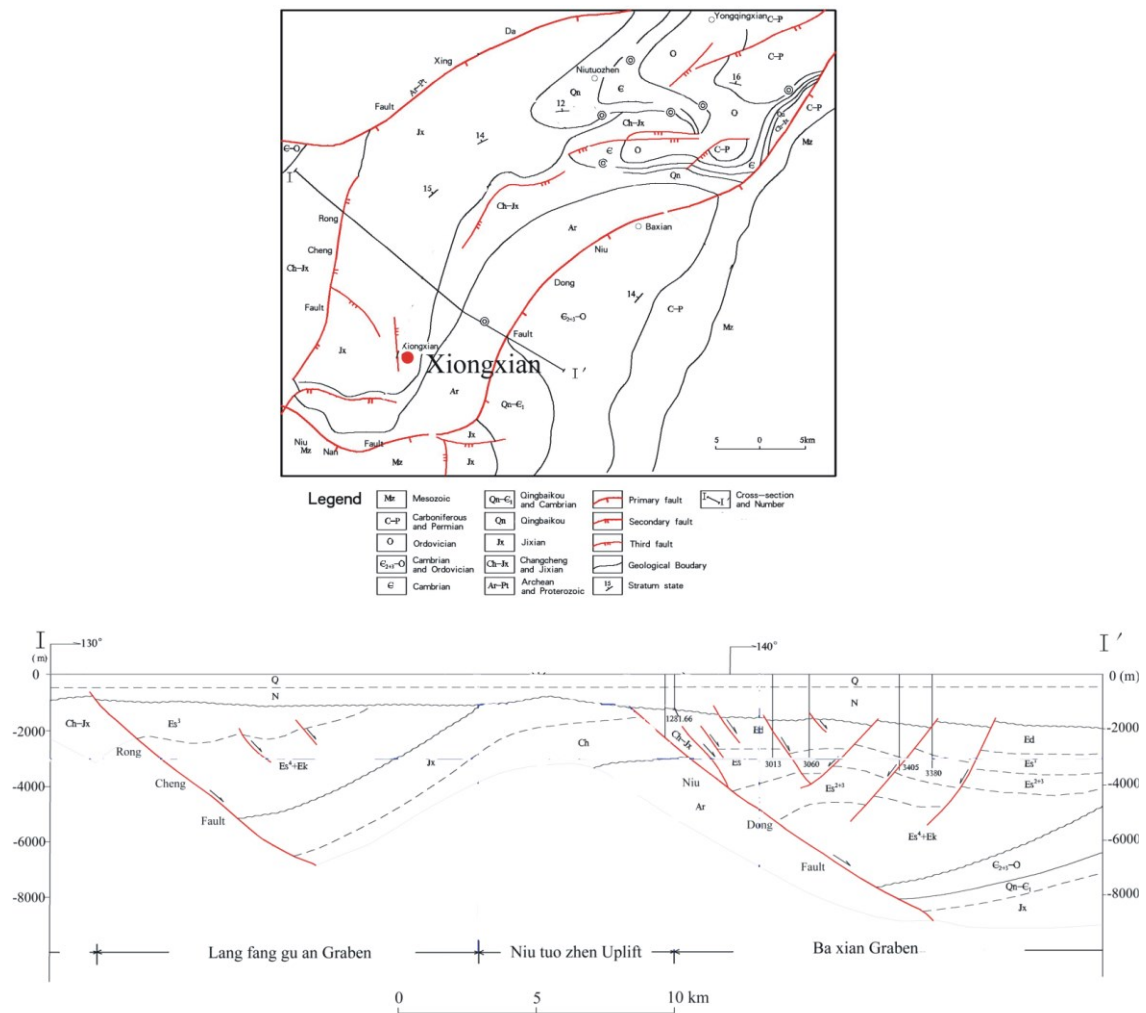 Yongqingxian
C-P
Da
O
C-P
Xing
Niutuozhen
16
Ar-Pt
Є
Qn
12
C-P
Fault
O
Jx
Ch-Jx
14
Mz
O
C-P
Є-O
Є
Є
I
Qn
15
Ch-Jx
Rong
Ar
Baxian
Cheng
Niu
Ch-Jx
Dong
14
C-P
Fault
Є₂₊₃-O
Mz
Xiongxian
Fault
Jx
Xiongxian
I'
Ar
Qn-Є₁
Niu
Fault
Jx
Mz
Nan
Mz
Jx
5 0 5km
Legend
Mz Mesozoic
C-P Carboniferous and Permian
O Ordovician
Є₂₊₃-O Cambrian and Ordovician
Є Cambrian
Qn-Є₁ Qingbaikou and Cambrian
Qn Qingbaikou
Jx Jixian
Ch-Jx Changcheng and Jixian
Ar-Pt Archean and Proterozoic
Primary fault
Secondary fault
Third fault
Geological Boudary
15 Stratum state
I I' Cross-section and Number
I ~130° ~140° I'
(m)
0 Q Q 0 (m)
N N
Ch-Jx Es³ 1281.66 Ed Ed
-2000 -2000
Rong Es⁴+Ek Jx Ch Ch-Jx 3013 3060 3405 3380
Cheng Niu Es²⁺³ Es²⁺³
-4000 -4000
Fault Ar Dong Es⁴+Ek
-6000 Fault Є₂₊₃-O -6000
Qn-Є₁
-8000 Jx -8000
Lang fang gu an Graben Niu tuo zhen Uplift Ba xian Graben
0 5 10 km